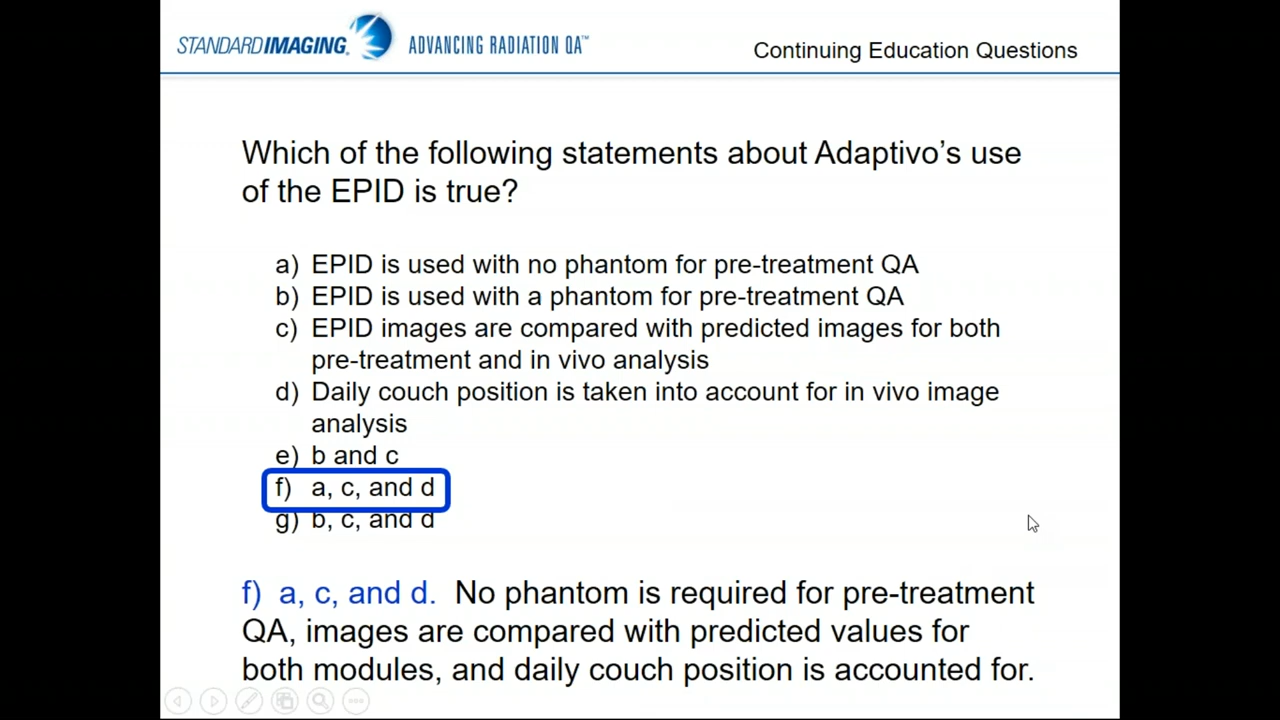 STANDARD IMAGING. ADVANCING RADIATION QA™
Continuing Education Questions
Which of the following statements about Adaptivo’s use
of the EPID is true?
a) EPID is used with no phantom for pre-treatment QA
b) EPID is used with a phantom for pre-treatment QA
c) EPID images are compared with predicted images for both
pre-treatment and in vivo analysis
d) Daily couch position is taken into account for in vivo image
analysis
e) b and c
f) a, c, and d
g) b, c, and d
f) a, c, and d. No phantom is required for pre-treatment
QA, images are compared with predicted values for
both modules, and daily couch position is accounted for.